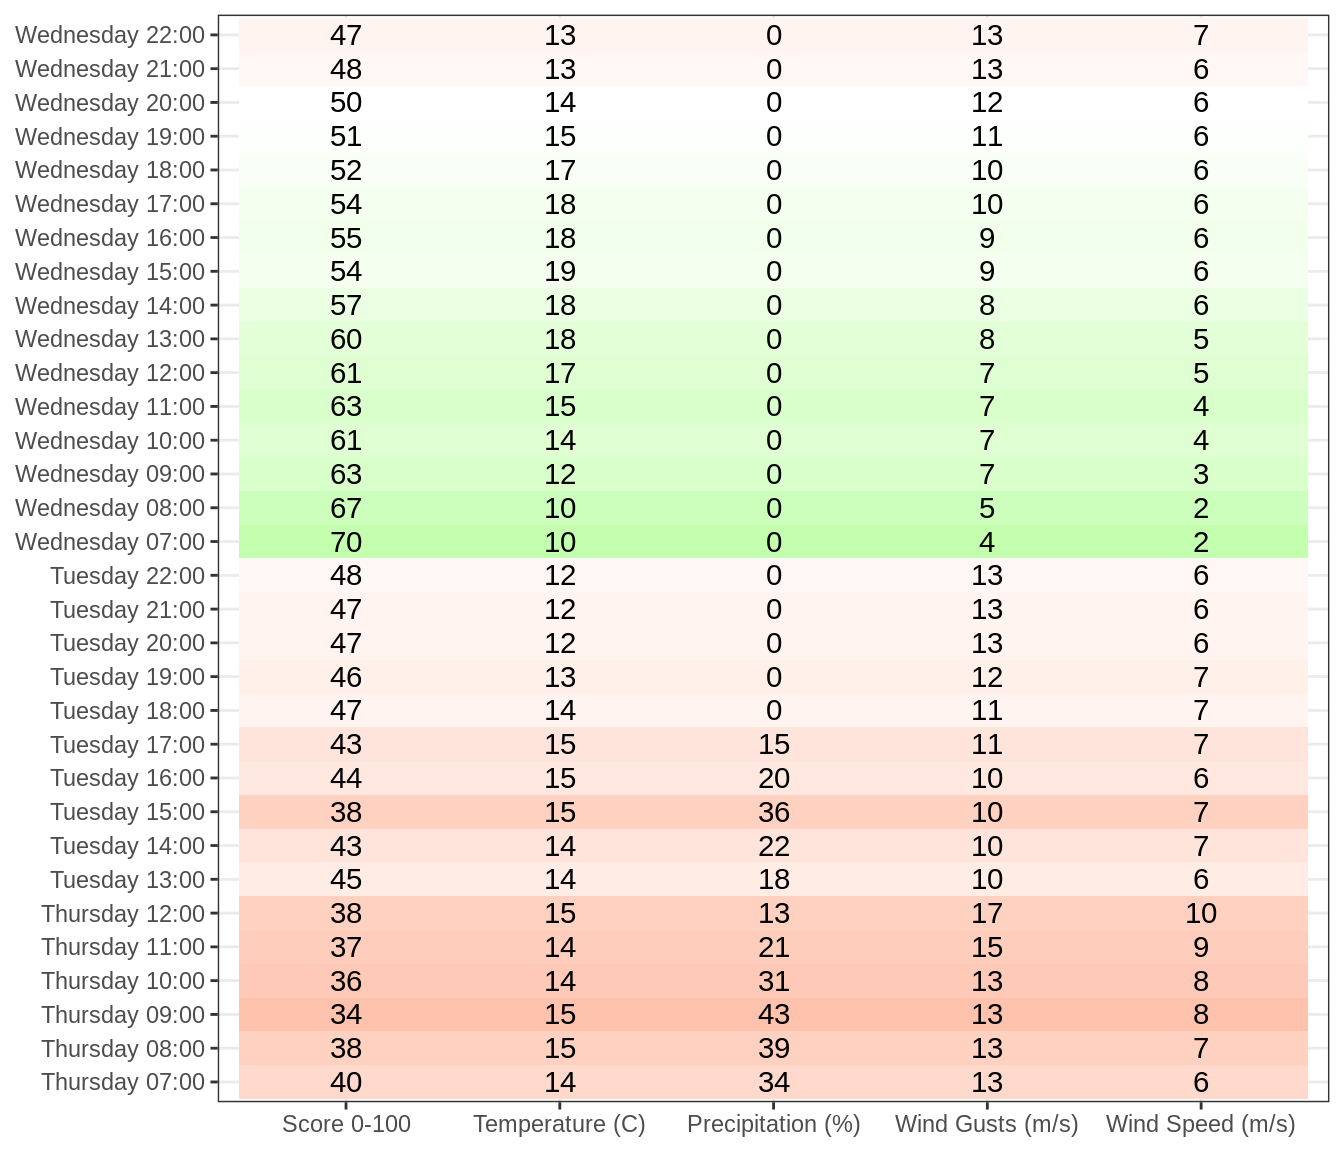 Wednesday 22:00 47 13 0 13 7
Wednesday 21:00 48 13 0 13 6
Wednesday 20:00 50 14 0 12 6
Wednesday 19:00 51 15 0 11 6
Wednesday 18:00 52 17 0 10 6
Wednesday 17:00 54 18 0 10 6
Wednesday 16:00 55 18 0 9 6
Wednesday 15:00 54 19 0 9 6
Wednesday 14:00 57 18 0 8 6
Wednesday 13:00 60 18 0 8 5
Wednesday 12:00 61 17 0 7 5
Wednesday 11:00 63 15 0 7 4
Wednesday 10:00 61 14 0 7 4
Wednesday 09:00 63 12 0 7 3
Wednesday 08:00 67 10 0 5 2
Wednesday 07:00 70 10 0 4 2
Tuesday 22:00 48 12 0 13 6
Tuesday 21:00 47 12 0 13 6
Tuesday 20:00 47 12 0 13 6
Tuesday 19:00 46 13 0 12 7
Tuesday 18:00 47 14 0 11 7
Tuesday 17:00 43 15 15 11 7
Tuesday 16:00 44 15 20 10 6
Tuesday 15:00 38 15 36 10 7
Tuesday 14:00 43 14 22 10 7
Tuesday 13:00 45 14 18 10 6
Thursday 12:00 38 15 13 17 10
Thursday 11:00 37 14 21 15 9
Thursday 10:00 36 14 31 13 8
Thursday 09:00 34 15 43 13 8
Thursday 08:00 38 15 39 13 7
Thursday 07:00 40 14 34 13 6
Score 0-100 Temperature (C) Precipitation (%) Wind Gusts (m/s) Wind Speed (m/s)